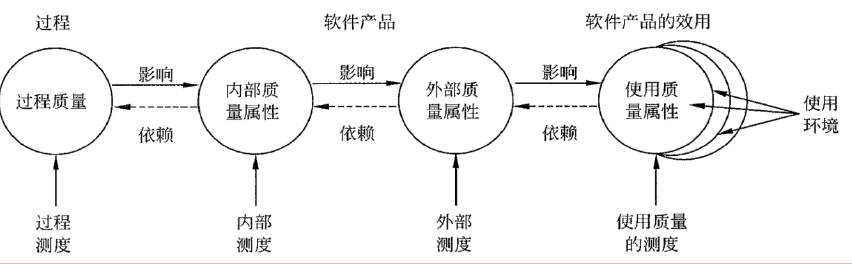 过程
软件产品
软件产品的效用
影响
影响
影响
过程质量
内部质
量属性
外部质
量属性
使用质
量属性
使用
环境
依赖
依赖
依赖
过程
测度
内部
测度
外部
测度
使用质量
的测度